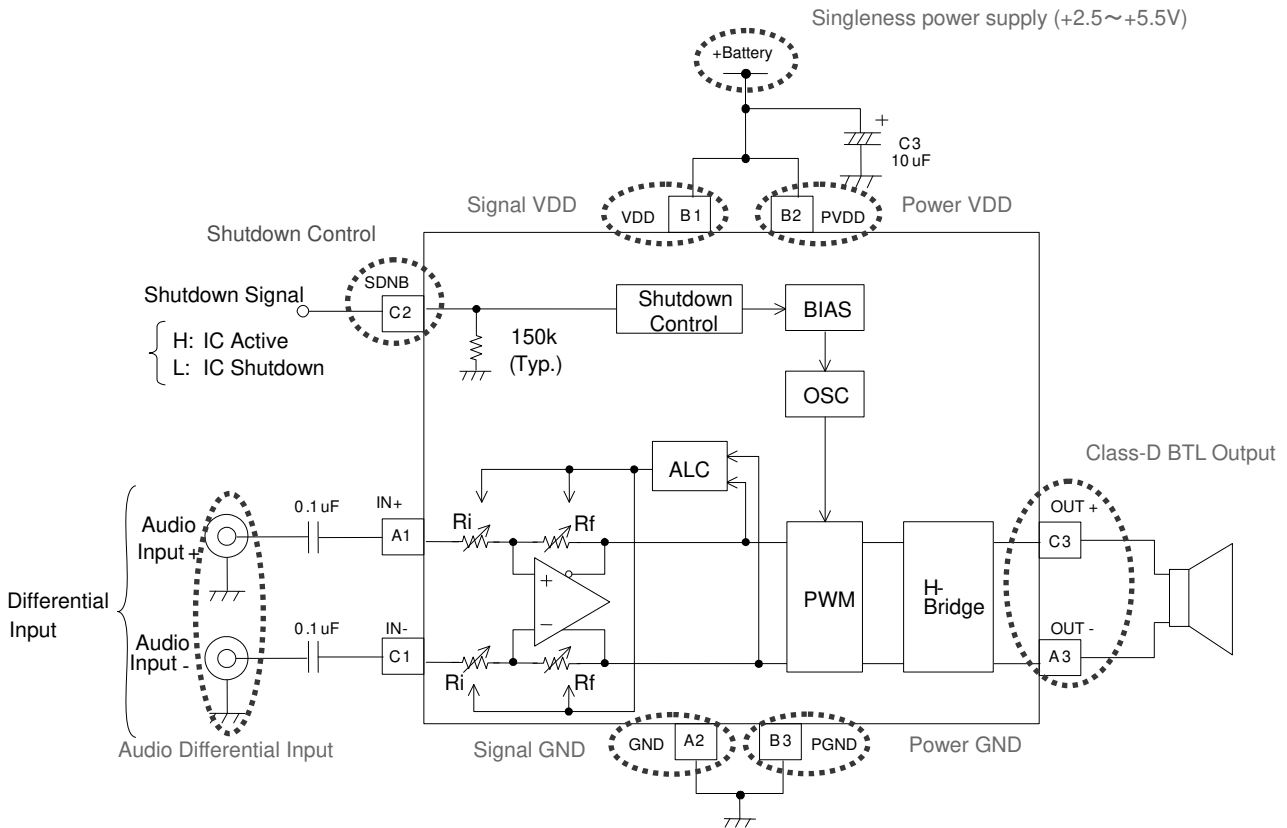 Singleness power supply (+2.5～+5.5V)
+Battery
+
C3
10 uF
Signal VDD
VDD
B1
B2
PVDD
Power VDD
Shutdown Control
SDNB
Shutdown Signal
C2
H: IC Active
L: IC Shutdown
150k
(Typ.)
Shutdown
Control
BIAS
OSC
ALC
Class-D BTL Output
Differential
Input
Audio
Input +
0.1 uF
IN+
A1
Ri
Rf
+
−
PWM
H-
Bridge
OUT +
C3
Audio
Input -
0.1 uF
IN-
C1
Ri
Rf
OUT -
A3
Audio Differential Input
Signal GND
GND
A2
B3
PGND
Power GND